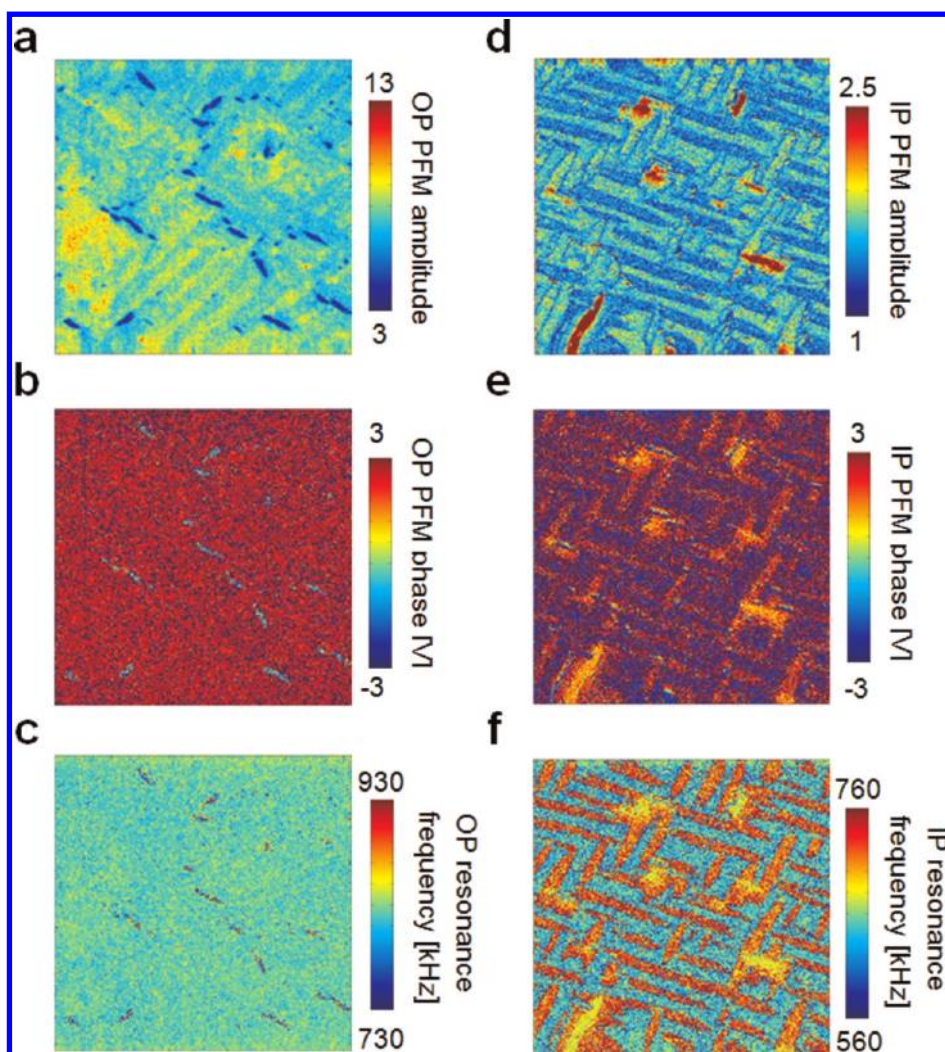 a
13
OP PFM amplitude
3
b
3
OP PFM phase [V]
-3
c
930
OP resonance
frequency [kHz]
730
d
2.5
IP PFM amplitude
1
e
3
IP PFM phase [V]
-3
f
760
IP resonance
frequency [kHz]
560